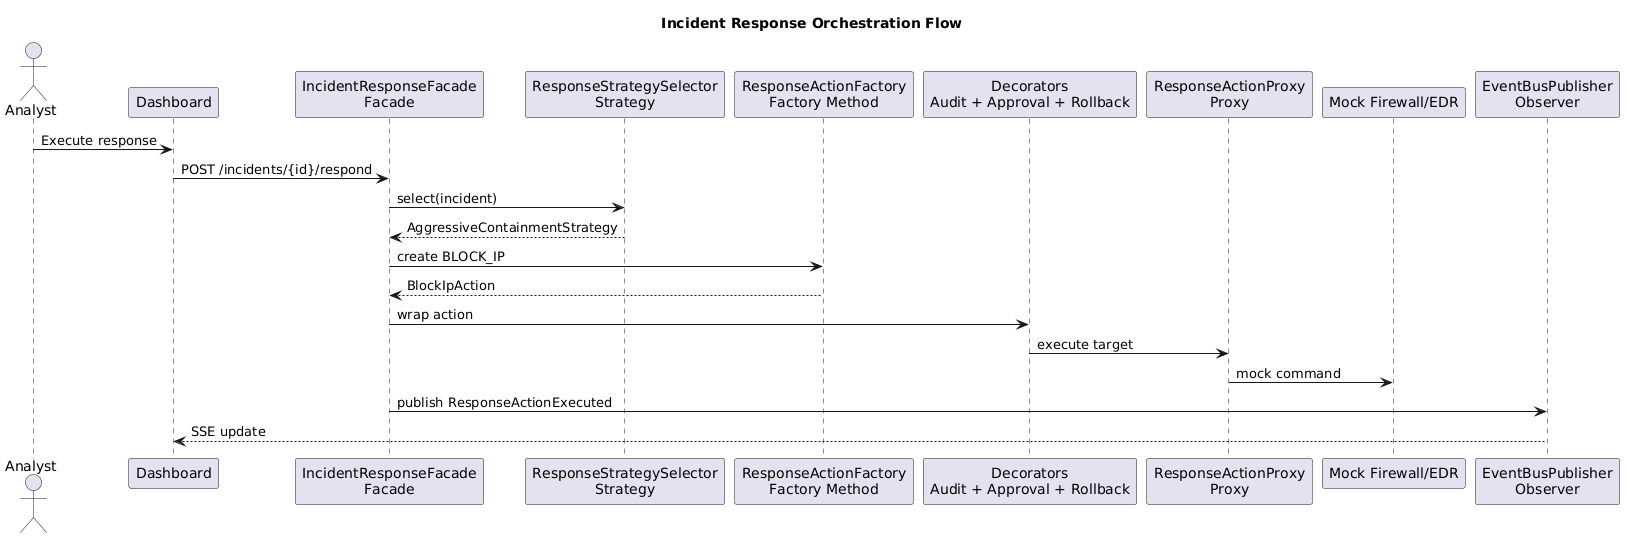 Incident Response Orchestration Flow
Analyst
Dashboard
IncidentResponseFacade
Facade
ResponseStrategySelector
Strategy
ResponseActionFactory
Factory Method
Decorators
Audit + Approval + Rollback
ResponseActionProxy
Proxy
Mock Firewall/EDR
EventBusPublisher
Observer
Execute response
POST /incidents/{id}/respond
select(incident)
AggressiveContainmentStrategy
create BLOCK_IP
BlockIpAction
wrap action
execute target
mock command
publish ResponseActionExecuted
SSE update
Analyst
Dashboard
IncidentResponseFacade
Facade
ResponseStrategySelector
Strategy
ResponseActionFactory
Factory Method
Decorators
Audit + Approval + Rollback
ResponseActionProxy
Proxy
Mock Firewall/EDR
EventBusPublisher
Observer